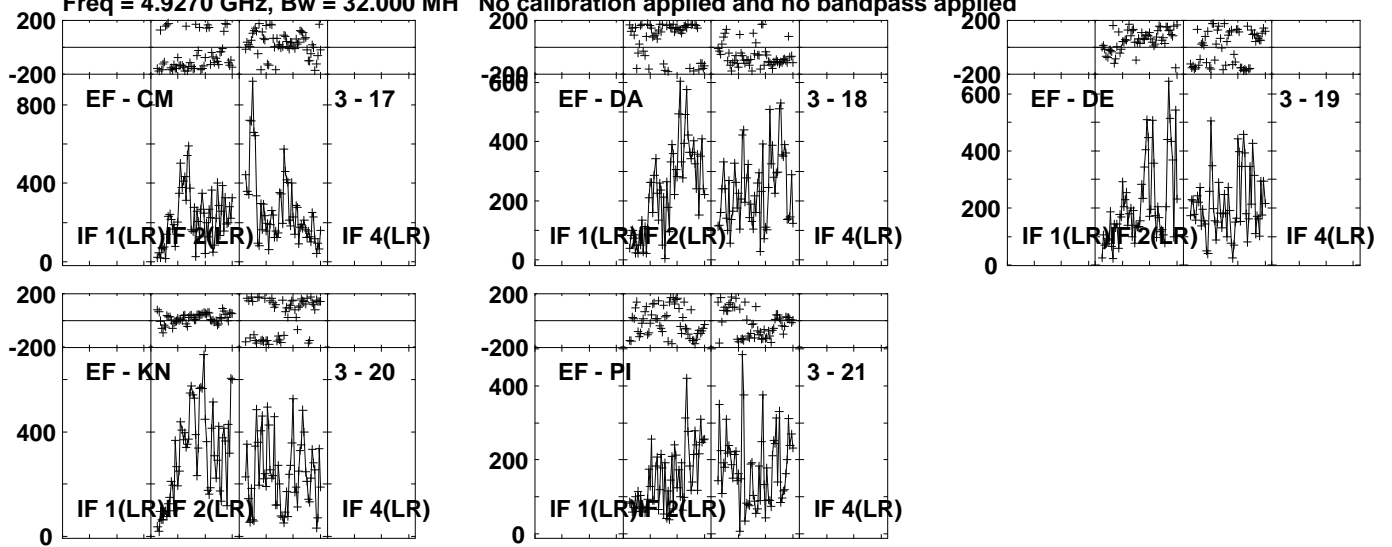 Freq = 4.9270 GHz, Bw = 32.000 MH No calibration applied and no bandpass applied
200
-200
EF - CM 3 - 17
800
400
0
IF 1(LR) IF 2(LR) IF 4(LR)
200
-200
600
EF - DA 3 - 18
400
200
0
IF 1(LR) IF 2(LR) IF 4(LR)
200
-200
600
EF - DE 3 - 19
400
200
0
IF 1(LR) IF 2(LR) IF 4(LR)
200
-200
EF - KN 3 - 20
400
0
IF 1(LR) IF 2(LR) IF 4(LR)
200
-200
EF - PI 3 - 21
400
200
0
IF 1(LR) IF 2(LR) IF 4(LR)